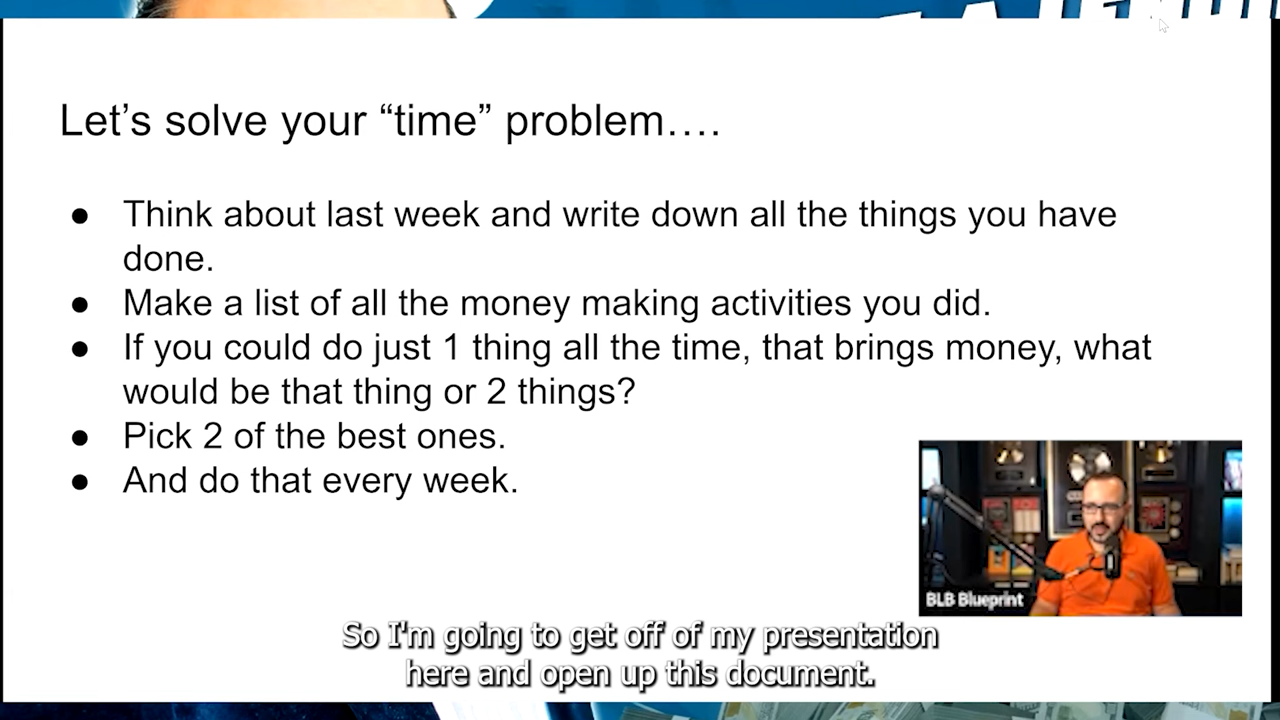 Let's solve your “time” problem….
● Think about last week and write down all the things you have
done.
● Make a list of all the money making activities you did.
● If you could do just 1 thing all the time, that brings money, what
would be that thing or 2 things?
● Pick 2 of the best ones.
● And do that every week.
BLB Blueprint
So I'm going to get off of my presentation
here and open up this document.